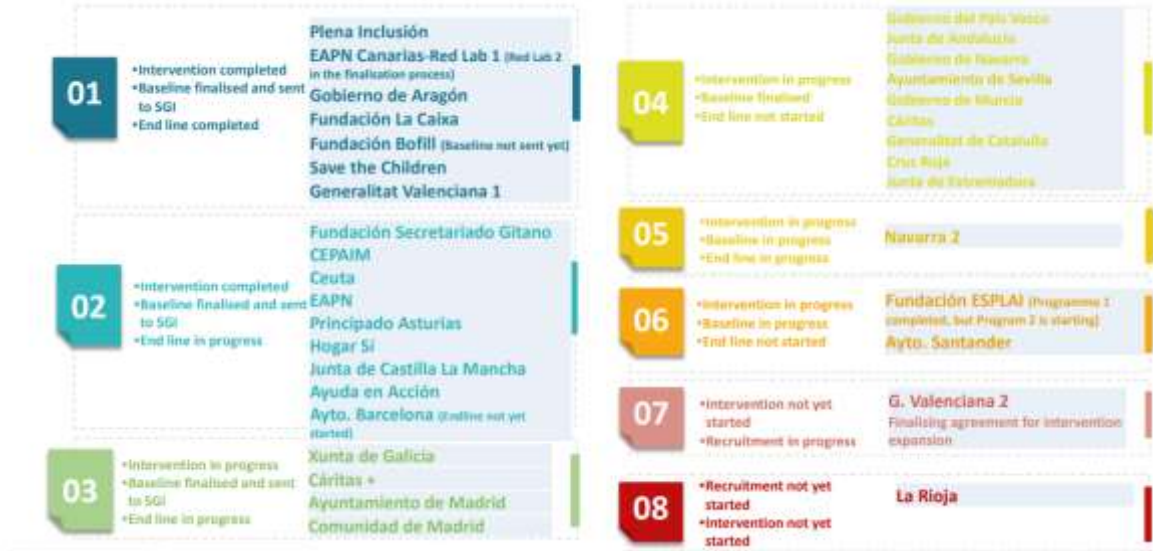 01
•Intervention completed
•Baseline finalised and sent
to SGI
•End line completed
Plena Inclusión
EAPN Canarias-Red Lab 1 (Red Lab 2
in the finalication process)
Gobierno de Aragón
Fundación La Caixa
Fundación Bofill (Baseline not sent yet)
Save the Children
Generalitat Valenciana 1
02
•Intervention completed
•Baseline finalised and sent
to SGI
•End line in progress
Fundación Secretariado Gitano
CEPAIM
Ceuta
EAPN
Principado Asturias
Hogar Sí
Junta de Castilla La Mancha
Ayuda en Acción
Ayto. Barcelona (Endline not yet
started)
03
•Intervention in progress
•Baseline finalised and sent
to SGI
•End line in progress
Xunta de Galicia
Cáritas +
Ayuntamiento de Madrid
Comunidad de Madrid
04
•Intervention in progress
•Baseline finalised
•End line not started
Gobierno del País Vasco
Junta de Andalucía
Gobierno de Navarra
Ayuntamiento de Sevilla
Gobierno de Murcia
Cáritas
Generalitat de Cataluña
Cruz Roja
Junta de Extremadura
05
•Intervention in progress
•Baseline in progress
•End line in progress
Navarra 2
06
•Intervention in progress
•Baseline in progress
•End line not started
Fundación ESPLAI (Programme 1
completed, but Program 2 is starting)
Ayto. Santander
07
•Intervention not yet
started
•Recruitment in progress
G. Valenciana 2
Finalising agreement for intervention
expansion
08
•Recruitment not yet
started
•Intervention not yet
started
La Rioja